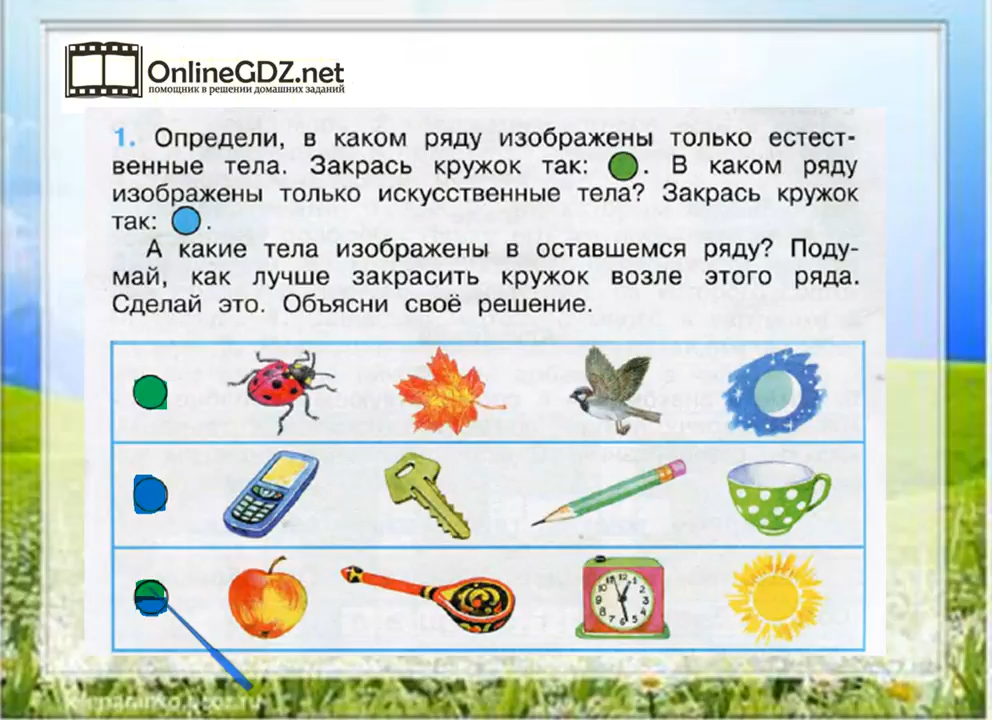 OnlineGDZ.net
помощник в решении домашних заданий
1. Определи, в каком ряду изображены только естест-
венные тела. Закрась кружок так: . В каком ряду
изображены только искусственные тела? Закрась кружок
так: .
А какие тела изображены в оставшемся ряду? Поду-
май, как лучше закрасить кружок возле этого ряда.
Сделай это. Объясни своё решение.